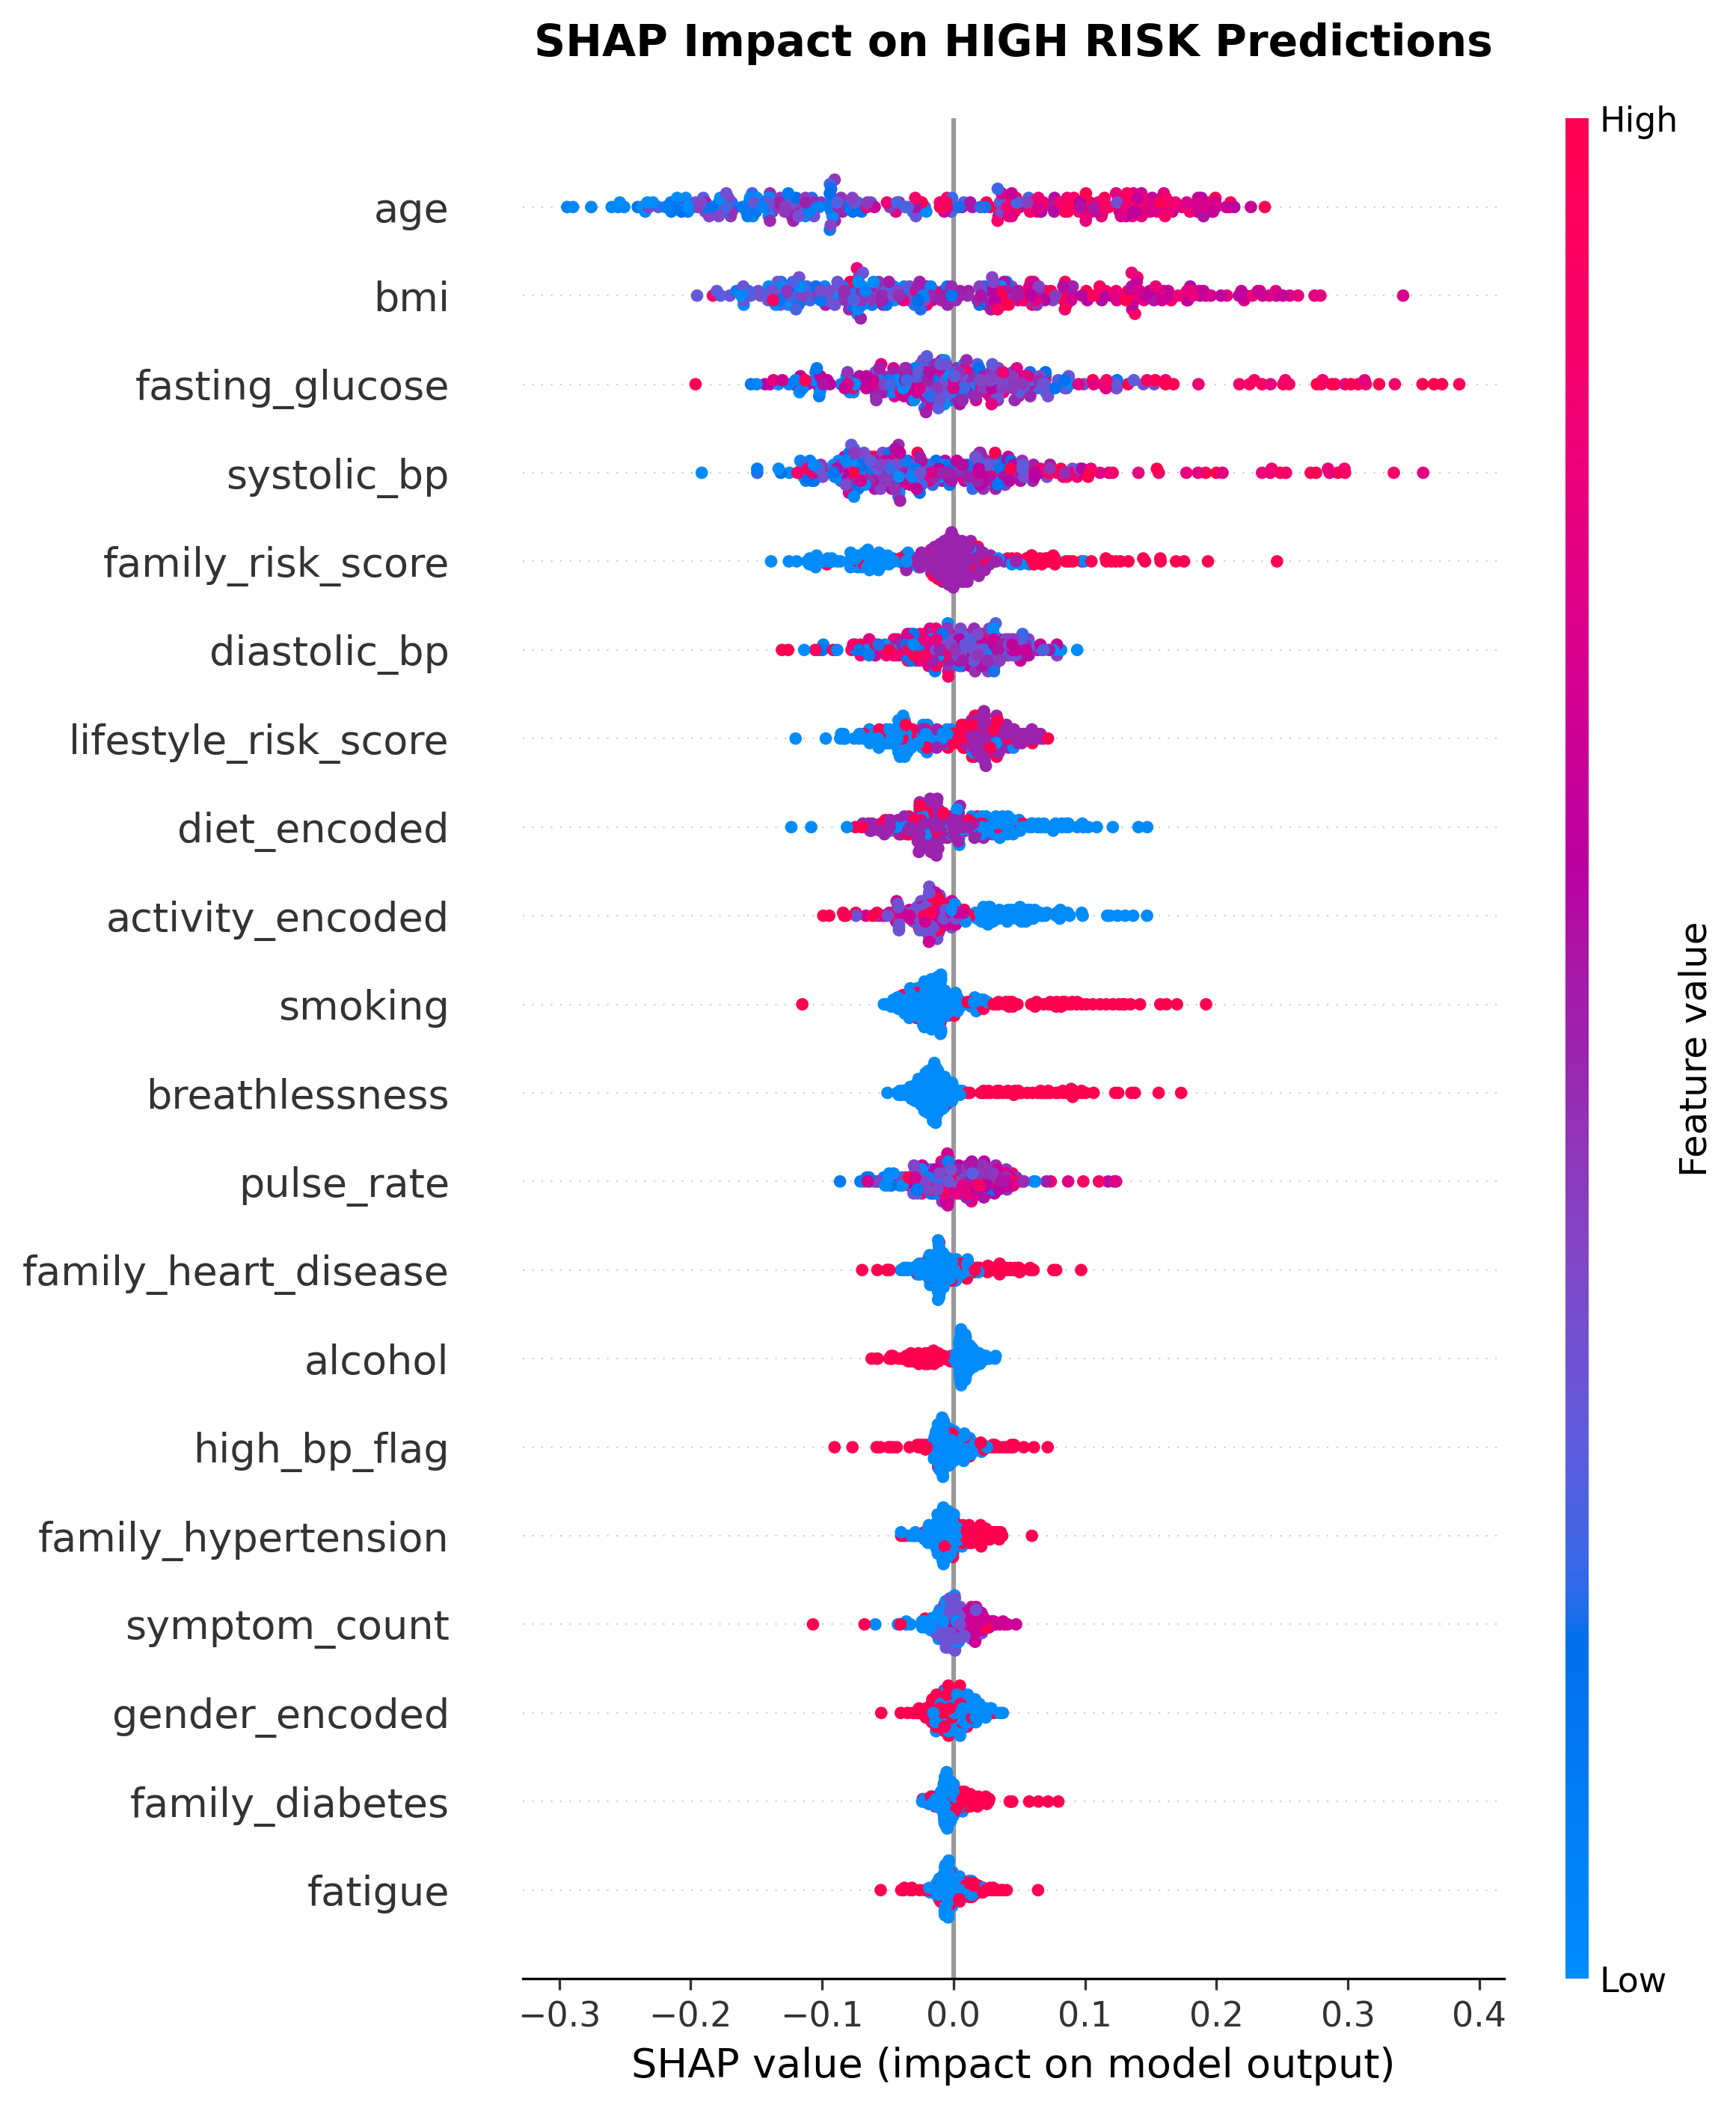 SHAP Impact on HIGH RISK Predictions
High
age
bmi
fasting_glucose
systolic_bp
family_risk_score
diastolic_bp
lifestyle_risk_score
diet_encoded
activity_encoded
smoking
breathlessness
pulse_rate
family_heart_disease
alcohol
high_bp_flag
family_hypertension
symptom_count
gender_encoded
family_diabetes
fatigue
Feature value
Low
−0.3 −0.2 −0.1 0.0 0.1 0.2 0.3 0.4
SHAP value (impact on model output)